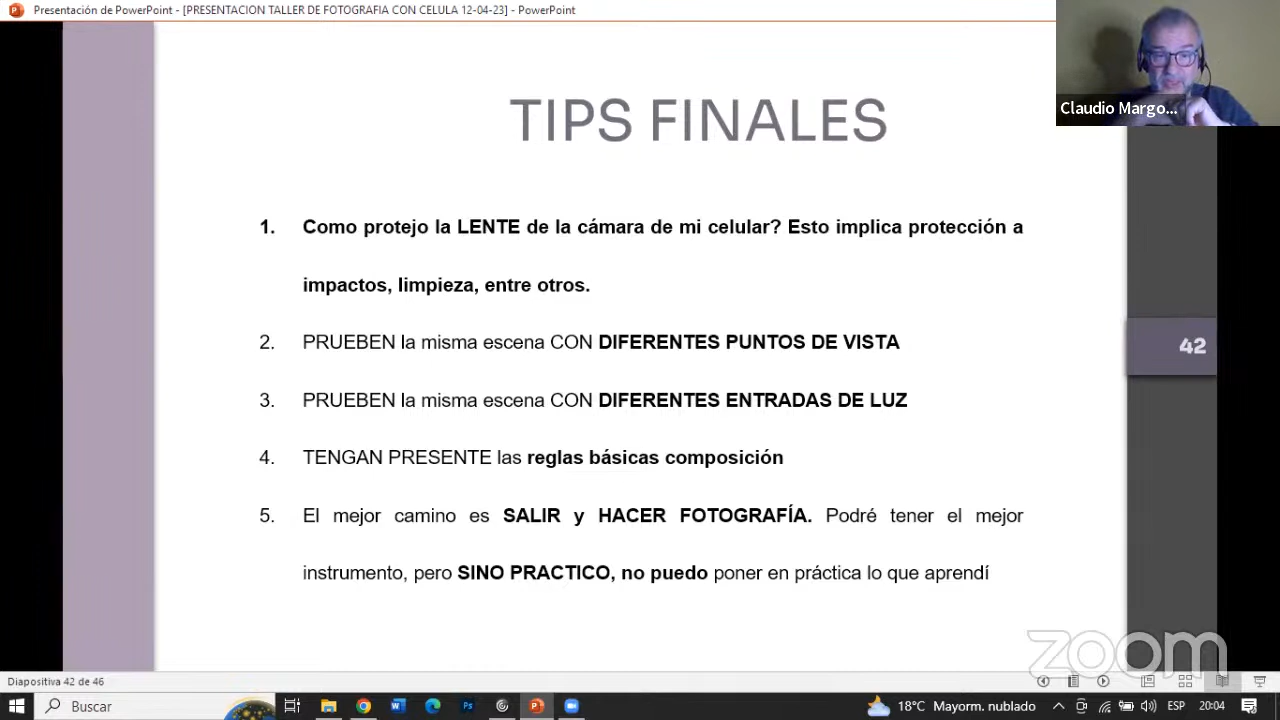 Presentación de PowerPoint - [PRESENTACION TALLER DE FOTOGRAFIA CON CELULA 12-04-23] - PowerPoint
Claudio Margo...
TIPS FINALES
1. Como protejo la LENTE de la cámara de mi celular? Esto implica protección a
impactos, limpieza, entre otros.
2. PRUEBEN la misma escena CON DIFERENTES PUNTOS DE VISTA
42
3. PRUEBEN la misma escena CON DIFERENTES ENTRADAS DE LUZ
4. TENGAN PRESENTE las reglas básicas composición
5. El mejor camino es SALIR y HACER FOTOGRAFÍA. Podré tener el mejor
instrumento, pero SINO PRACTICO, no puedo poner en práctica lo que aprendí
zoom
Diapositiva 42 de 46
Buscar
18°C Mayorm. nublado
ESP
20:04